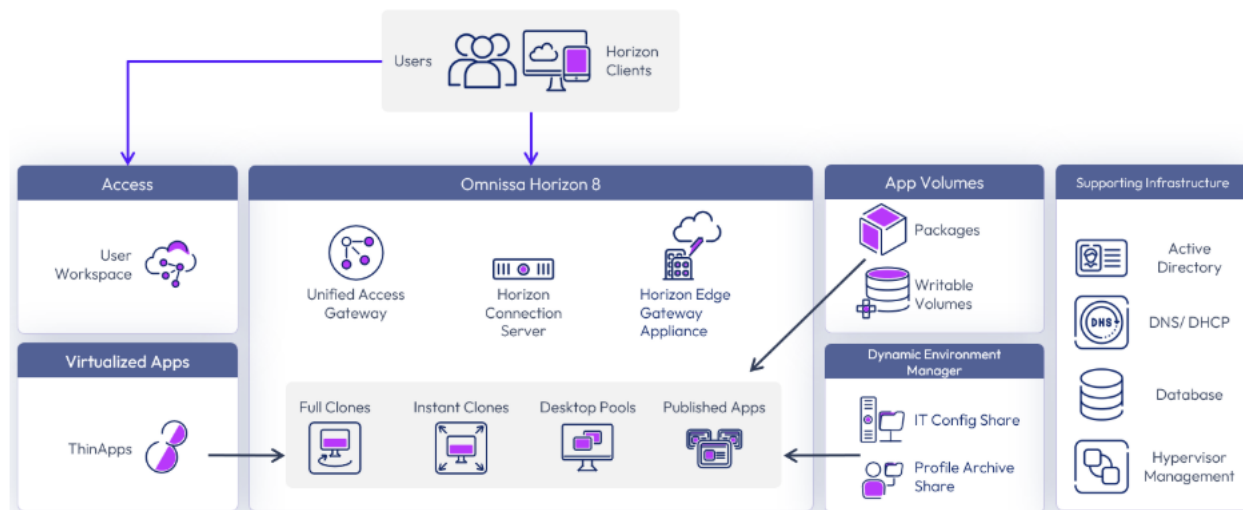 Users
Horizon
Clients
Access
User
Workspace
Virtualized Apps
ThinApps
Omnissa Horizon 8
Unified Access
Gateway
Horizon
Connection
Server
Horizon Edge
Gateway
Appliance
Full Clones
Instant Clones
Desktop Pools
Published Apps
App Volumes
Packages
Writable
Volumes
Dynamic Environment
Manager
IT Config Share
Profile Archive
Share
Supporting Infrastructure
Active
Directory
DNS
DNS/ DHCP
Database
Hypervisor
Management